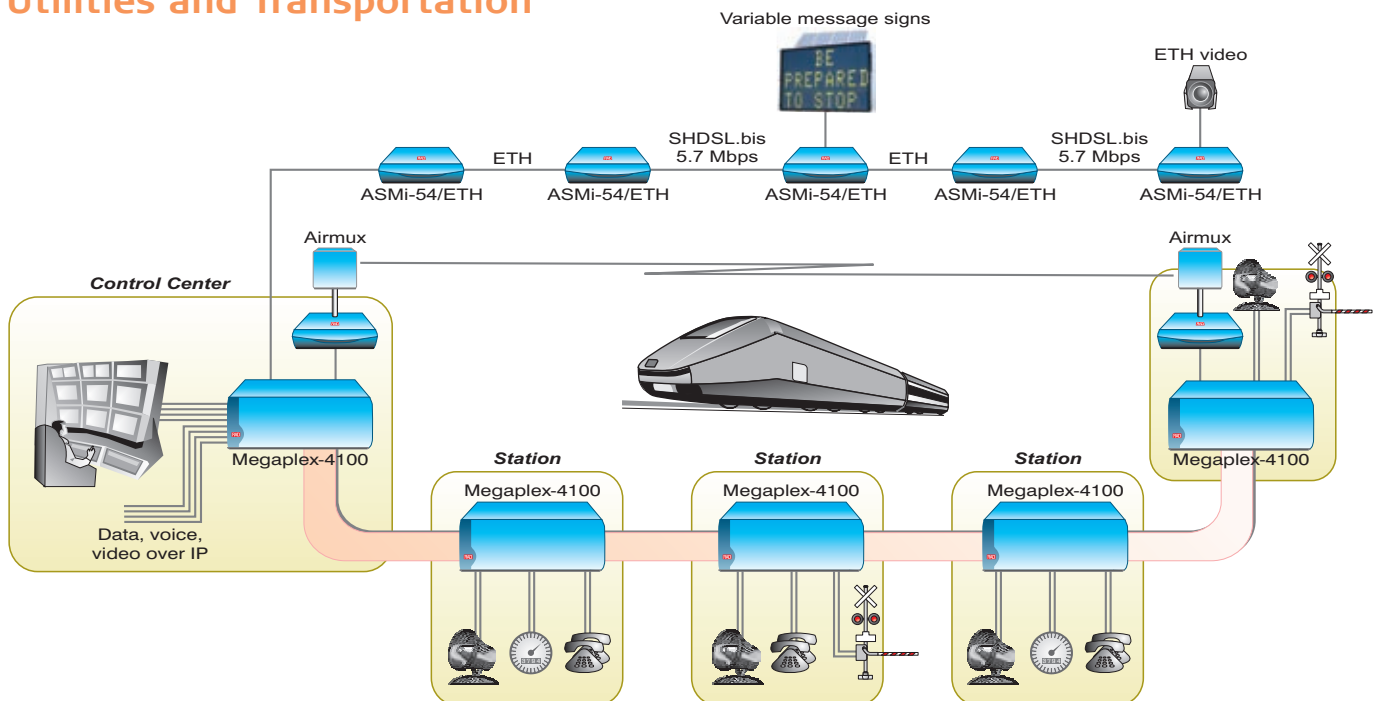 Utilities and Transportation
Variable message signs
BE
PREPARED
TO STOP
ETH video
ETH
SHDSL.bis
5.7 Mbps
ETH
SHDSL.bis
5.7 Mbps
ASMi-54/ETH
ASMi-54/ETH
ASMi-54/ETH
ASMi-54/ETH
ASMi-54/ETH
Airmux
Airmux
Control Center
Megaplex-4100
Data, voice,
video over IP
Station
Megaplex-4100
Station
Megaplex-4100
Station
Megaplex-4100
Megaplex-4100